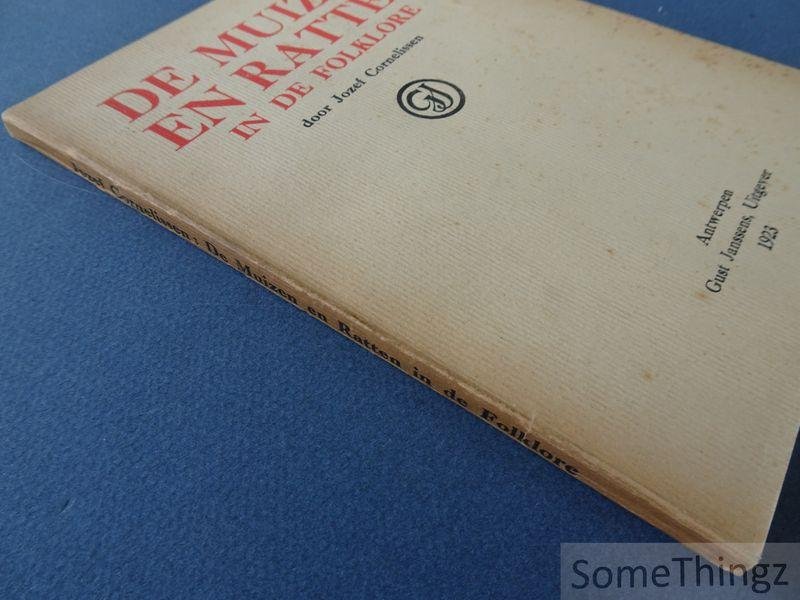 DE MUIZ
EN RATTE
IN DE FOLKLORE
door Jozef Cornelissen
GJ
Antwerpen
Gust Janssens, Uitgever
1923
Jozef Cornelissen: De Muizen en Ratten in de Folklore
SomeThingz